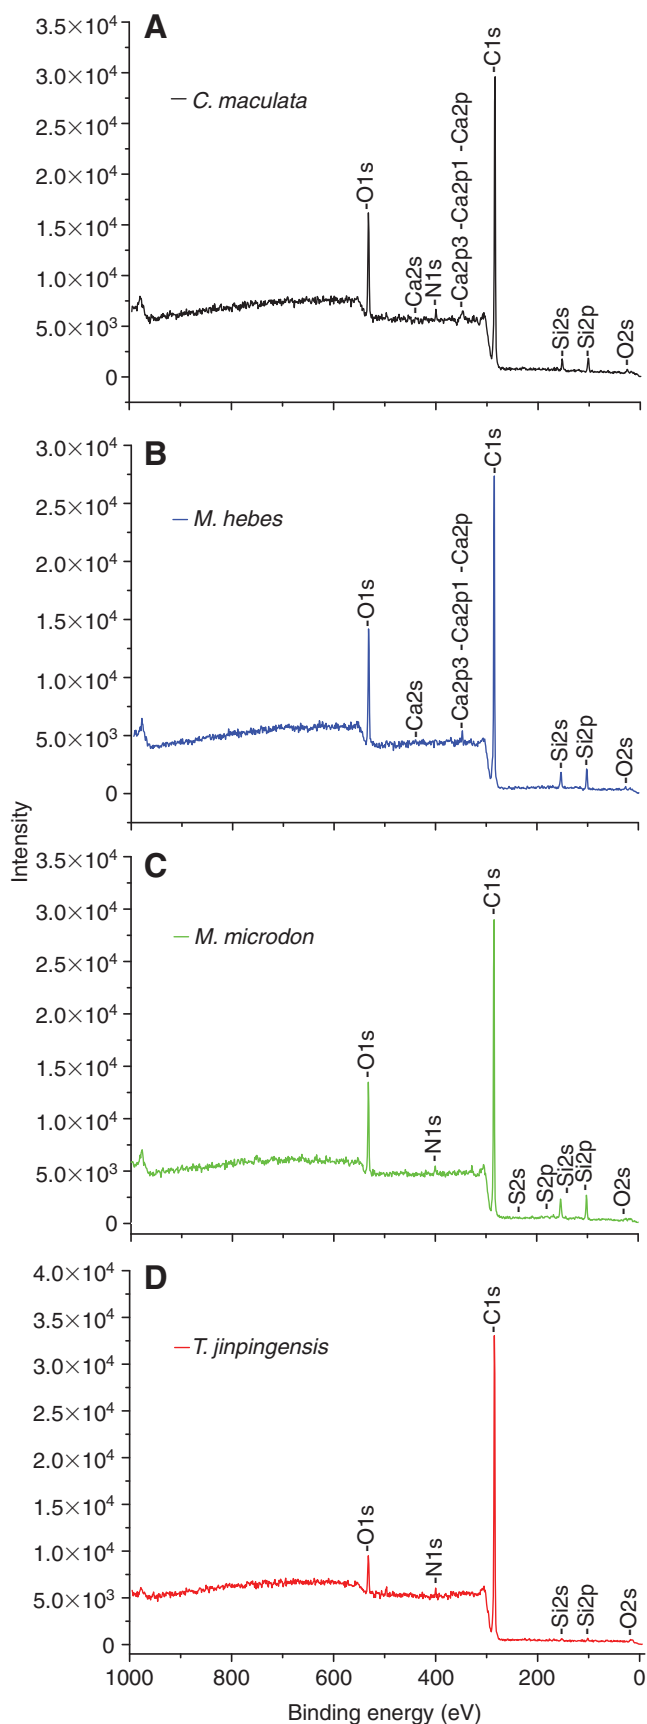 A
3.5×10⁴
3.0×10⁴
2.5×10⁴
2.0×10⁴
1.5×10⁴
1.0×10⁴
5.0×10³
0
C. maculata
-O1s
-Ca2s
-N1s
-Ca2p3 -Ca2p1 -Ca2p
-C1s
-Si2s
-Si2p
-O2s
B
3.0×10⁴
2.5×10⁴
2.0×10⁴
1.5×10⁴
1.0×10⁴
5.0×10³
0
M. hebes
-O1s
-Ca2s
-Ca2p3 -Ca2p1 -Ca2p
-C1s
-Si2s
-Si2p
-O2s
Intensity
C
3.5×10⁴
3.0×10⁴
2.5×10⁴
2.0×10⁴
1.5×10⁴
1.0×10⁴
5.0×10³
0
M. microdon
-O1s
-N1s
-C1s
-S2s
-S2p
-Si2s
-Si2p
-O2s
D
4.0×10⁴
3.5×10⁴
3.0×10⁴
2.5×10⁴
2.0×10⁴
1.5×10⁴
1.0×10⁴
5.0×10³
0
T. jinpingensis
-O1s
-N1s
-C1s
-Si2s
-Si2p
-O2s
1000 800 600 400 200 0
Binding energy (eV)